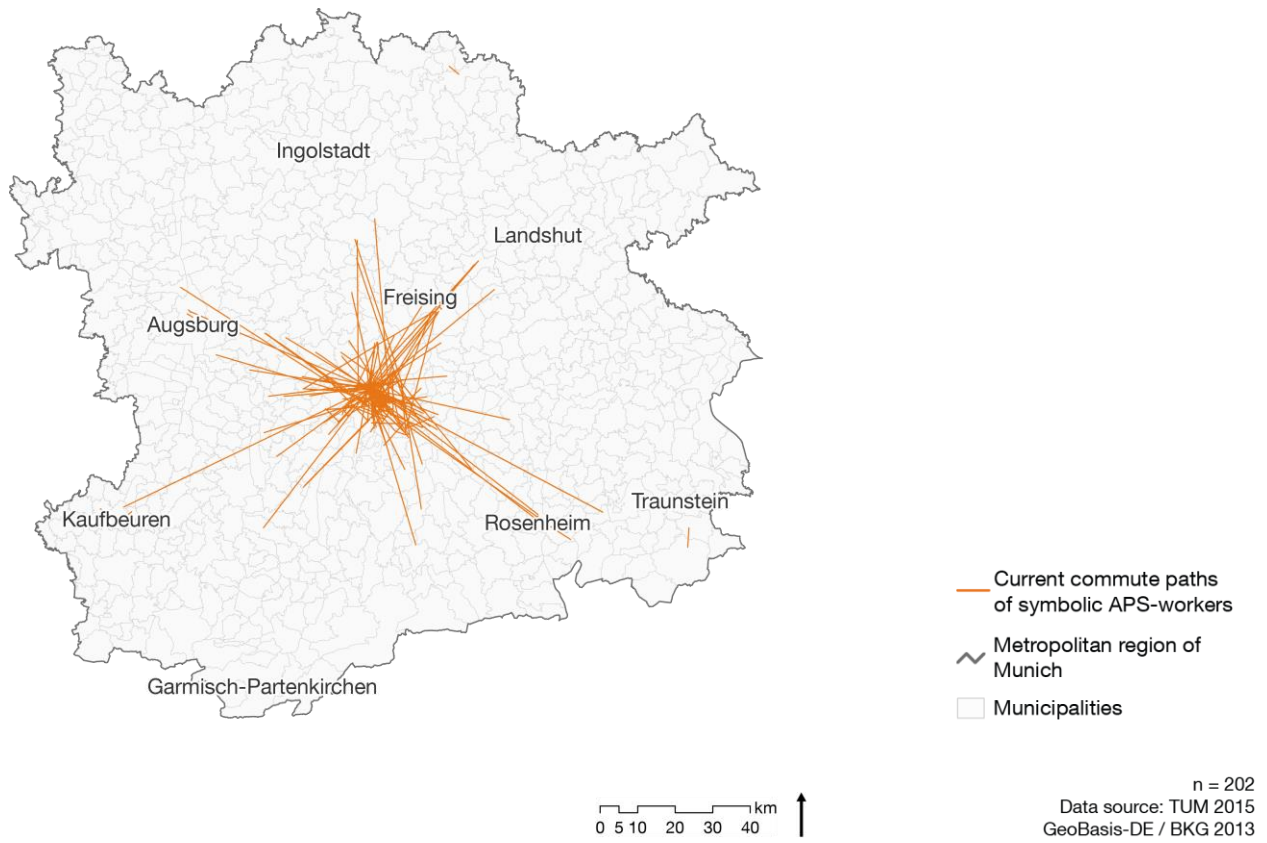 Ingolstadt
Landshut
Freising
Augsburg
Traunstein
Kaufbeuren
Rosenheim
Garmisch-Partenkirchen
Current commute paths
of symbolic APS-workers
Metropolitan region of
Munich
Municipalities
km
0 5 10 20 30 40
n = 202
Data source: TUM 2015
GeoBasis-DE / BKG 2013